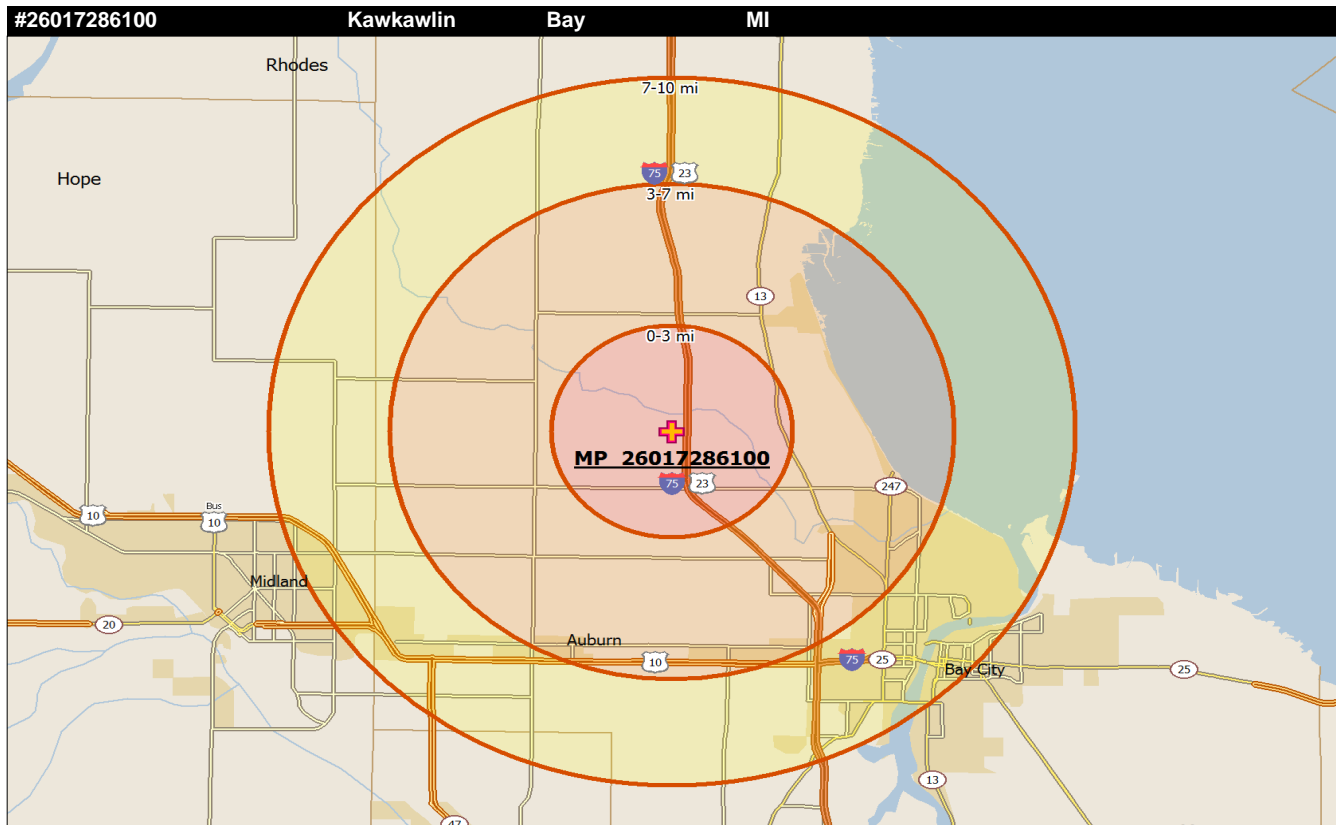 #26017286100 Kawkawlin Bay MI
Rhodes
7-10 mi
Hope
75 23
3-7 mi
13
0-3 mi
MP 26017286100
75 23
247
10
Bus
10
Midland
20
Auburn
10
75
25
Bay City
25
13
47